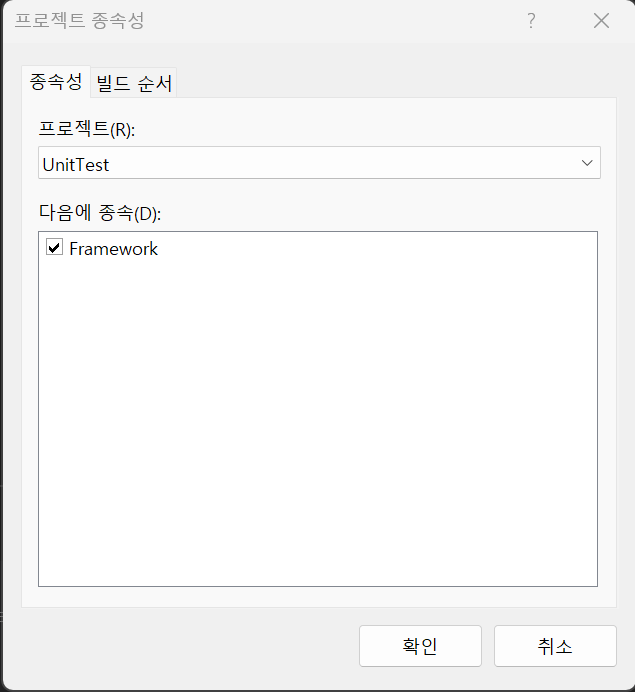 프로젝트 종속성
종속성 빌드 순서
프로젝트(R):
UnitTest
다음에 종속(D):
Framework
확인 취소